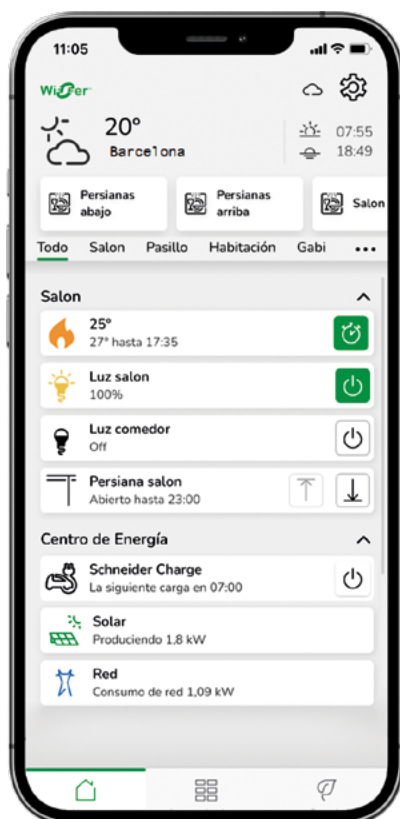 11:05
Wiser
20°
Barcelona
07:55
18:49
Persianas abajo
Persianas arriba
Salon
Todo Salon Pasillo Habitación Gabi
Salon
25°
27° hasta 17:35
Luz salon
100%
Luz comedor
Off
Persiana salon
Abierto hasta 23:00
Centro de Energía
Schneider Charge
La siguiente carga en 07:00
Solar
Produciendo 1,8 kW
Red
Consumo de red 1,09 kW